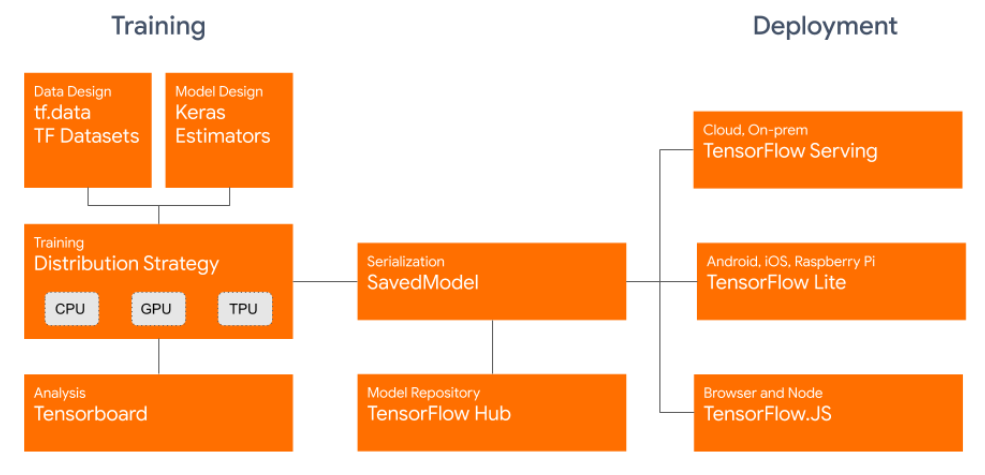 Training
Deployment
Data Design
tf.data
TF Datasets
Model Design
Keras
Estimators
Training
Distribution Strategy
CPU
GPU
TPU
Analysis
Tensorboard
Serialization
SavedModel
Model Repository
TensorFlow Hub
Cloud, On-prem
TensorFlow Serving
Android, iOS, Raspberry Pi
TensorFlow Lite
Browser and Node
TensorFlow.JS